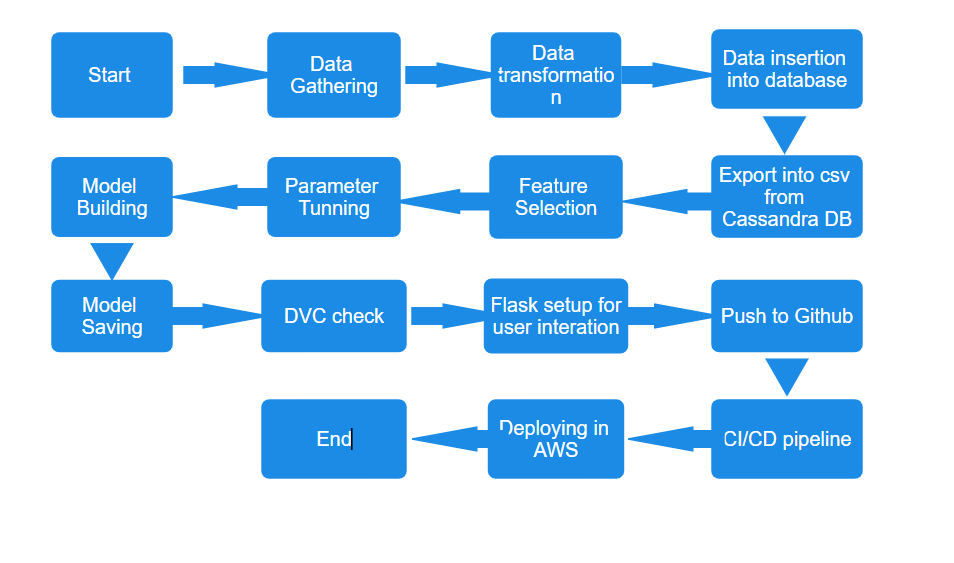 Start
Data
Gathering
Data
transformatio
n
Data insertion
into database
Export into csv
from
Cassandra DB
Feature
Selection
Parameter
Tunning
Model
Building
Model
Saving
DVC check
Flask setup for
user interation
Push to Github
CI/CD pipeline
Deploying in
AWS
End